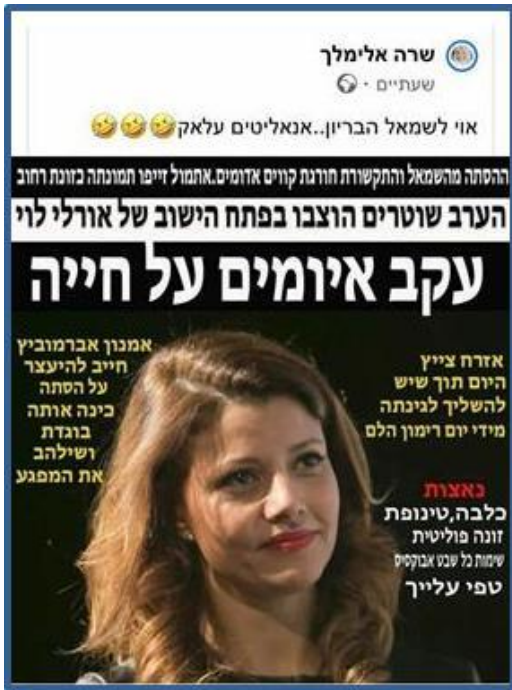 שרה אלימלך
שעתיים ·
אוי לשמאל הבריון..אנאליטים עלאק🤣🤣🤣
ההסתה מהשמאל והתקשורת חורגת קווים אדומים.אתמול זייפו תמונתה כזונת רחוב
הערב שוטרים הוצבו בפתח הישוב של אורלי לוי
עקב איומים על חייה
אזרח צייץ
היום תוך שיש
להשליך לגינתה
מידי יום רימון הלם
נאצות
כלבה,טינופת
זונה פוליטית
שימות כל שבט אבוקסיס
טפי עלייך
אמנון אברמוביץ
חייב להיעצר
על הסתה
כינה אותה
בוגדת
ושילהב
את המפגע